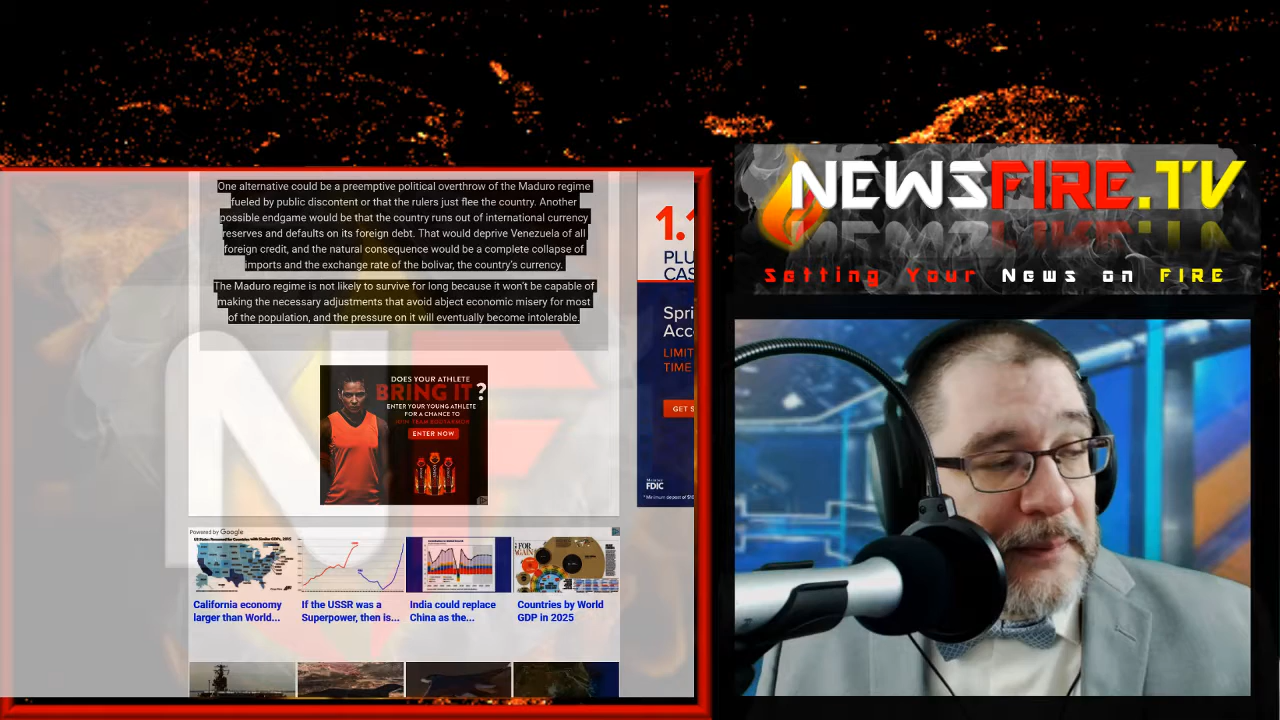 One alternative could be a preemptive political overthrow of the Maduro regime
fueled by public discontent or that the rulers just flee the country. Another
possible endgame would be that the country runs out of international currency
reserves and defaults on its foreign debt. That would deprive Venezuela of all
foreign credit, and the natural consequence would be a complete collapse of
imports and the exchange rate of the bolivar, the country's currency.
The Maduro regime is not likely to survive for long because it won't be capable of
making the necessary adjustments that avoid abject economic misery for most
of the population, and the pressure on it will eventually become intolerable.
DOES YOUR ATHLETE
BRING IT?
ENTER YOUR YOUNG ATHLETE
FOR A CHANCE TO
WITH TEAM BODYARMOR
ENTER NOW
1.
PLU
CAS
Spri
Acc
LIMIT
TIME
GET S
Member
FDIC
Powered by Google
California economy
larger than World...
If the USSR was a
Superpower, then is...
India could replace
China as the...
Countries by World
GDP in 2025
NF
NEWSFIRE.TV
Setting Your News on FIRE